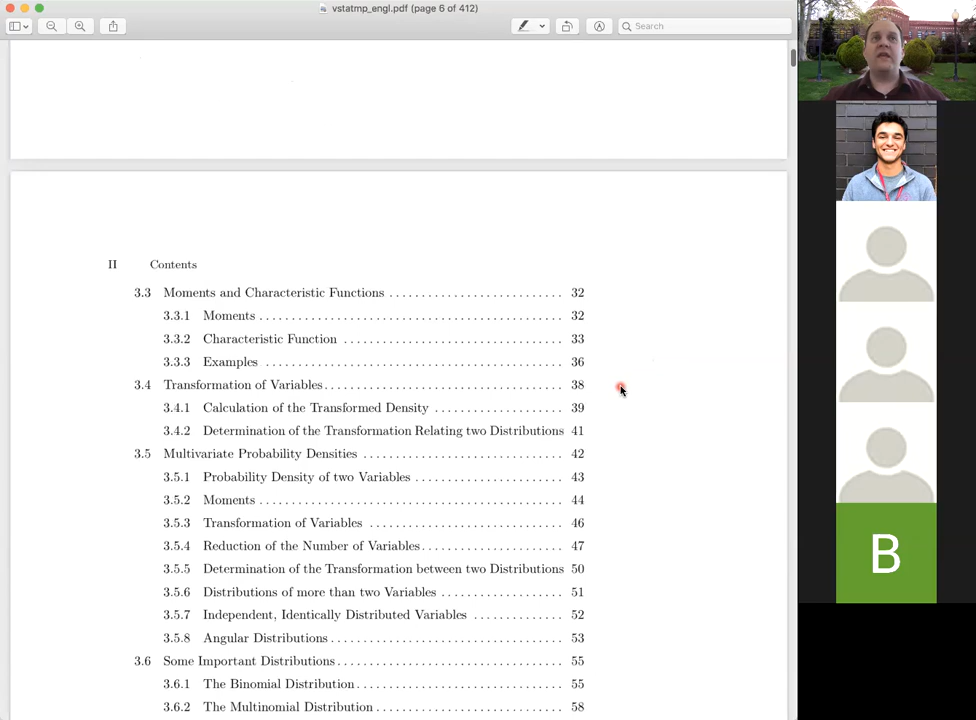 vstatmp_engl.pdf (page 6 of 412)
Search
II Contents
3.3 Moments and Characteristic Functions . . . . . . . . . . . . . . . . . . . . . . . . . . . 32
3.3.1 Moments . . . . . . . . . . . . . . . . . . . . . . . . . . . . . . . . . . . . . . . . . . . . . . . 32
3.3.2 Characteristic Function . . . . . . . . . . . . . . . . . . . . . . . . . . . . . . . . . . . 33
3.3.3 Examples . . . . . . . . . . . . . . . . . . . . . . . . . . . . . . . . . . . . . . . . . . . . . . 36
3.4 Transformation of Variables . . . . . . . . . . . . . . . . . . . . . . . . . . . . . . . . . . . . . 38
3.4.1 Calculation of the Transformed Density . . . . . . . . . . . . . . . . . . . . . 39
3.4.2 Determination of the Transformation Relating two Distributions 41
3.5 Multivariate Probability Densities . . . . . . . . . . . . . . . . . . . . . . . . . . . . . . . 42
3.5.1 Probability Density of two Variables . . . . . . . . . . . . . . . . . . . . . . . . 43
3.5.2 Moments . . . . . . . . . . . . . . . . . . . . . . . . . . . . . . . . . . . . . . . . . . . . . . . 44
3.5.3 Transformation of Variables . . . . . . . . . . . . . . . . . . . . . . . . . . . . . . 46
3.5.4 Reduction of the Number of Variables . . . . . . . . . . . . . . . . . . . . . . 47
3.5.5 Determination of the Transformation between two Distributions 50
3.5.6 Distributions of more than two Variables . . . . . . . . . . . . . . . . . . . . 51
3.5.7 Independent, Identically Distributed Variables . . . . . . . . . . . . . . 52
3.5.8 Angular Distributions . . . . . . . . . . . . . . . . . . . . . . . . . . . . . . . . . . . . 53
3.6 Some Important Distributions . . . . . . . . . . . . . . . . . . . . . . . . . . . . . . . . . . . 55
3.6.1 The Binomial Distribution . . . . . . . . . . . . . . . . . . . . . . . . . . . . . . . . 55
3.6.2 The Multinomial Distribution . . . . . . . . . . . . . . . . . . . . . . . . . . . . . 58
B